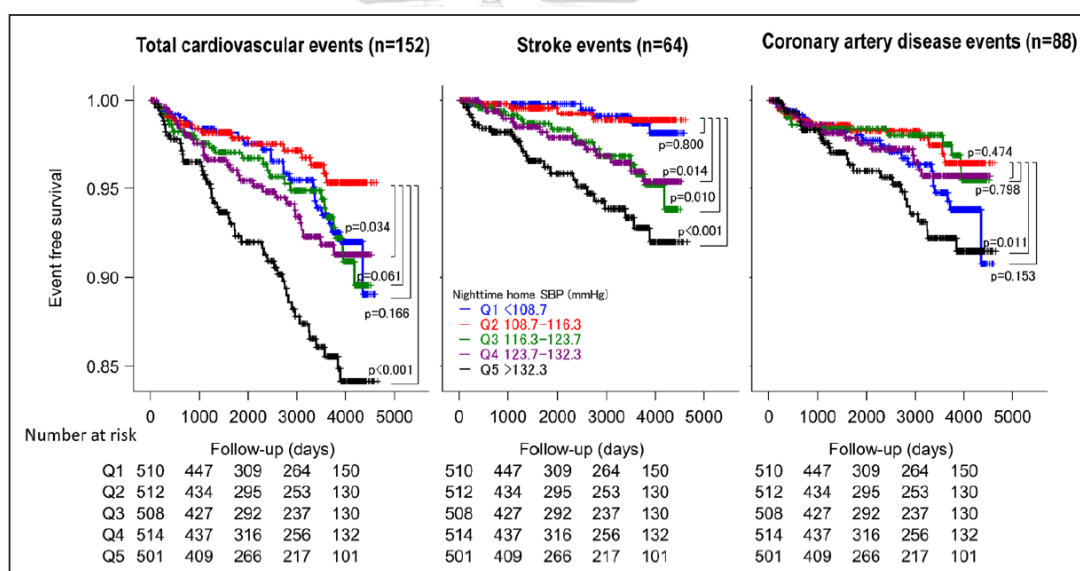 Total cardiovascular events (n=152)
Stroke events (n=64)
Coronary artery disease events (n=88)
Event free survival
1.00
0.95
0.90
0.85
p=0.034
p=0.061
p=0.166
p<0.001
p=0.800
p=0.014
p=0.010
p<0.001
p=0.474
p=0.798
p=0.011
p=0.153
Nighttime home SBP (mmHg)
Q1 <108.7
Q2 108.7-116.3
Q3 116.3-123.7
Q4 123.7-132.3
Q5 >132.3
0 1000 2000 3000 4000 5000
0 1000 2000 3000 4000 5000
0 1000 2000 3000 4000 5000
Number at risk
Follow-up (days)
Follow-up (days)
Follow-up (days)
Q1 510 447 309 264 150 510 447 309 264 150 510 447 309 264 150
Q2 512 434 295 253 130 512 434 295 253 130 512 434 295 253 130
Q3 508 427 292 237 130 508 427 292 237 130 508 427 292 237 130
Q4 514 437 316 256 132 514 437 316 256 132 514 437 316 256 132
Q5 501 409 266 217 101 501 409 266 217 101 501 409 266 217 101